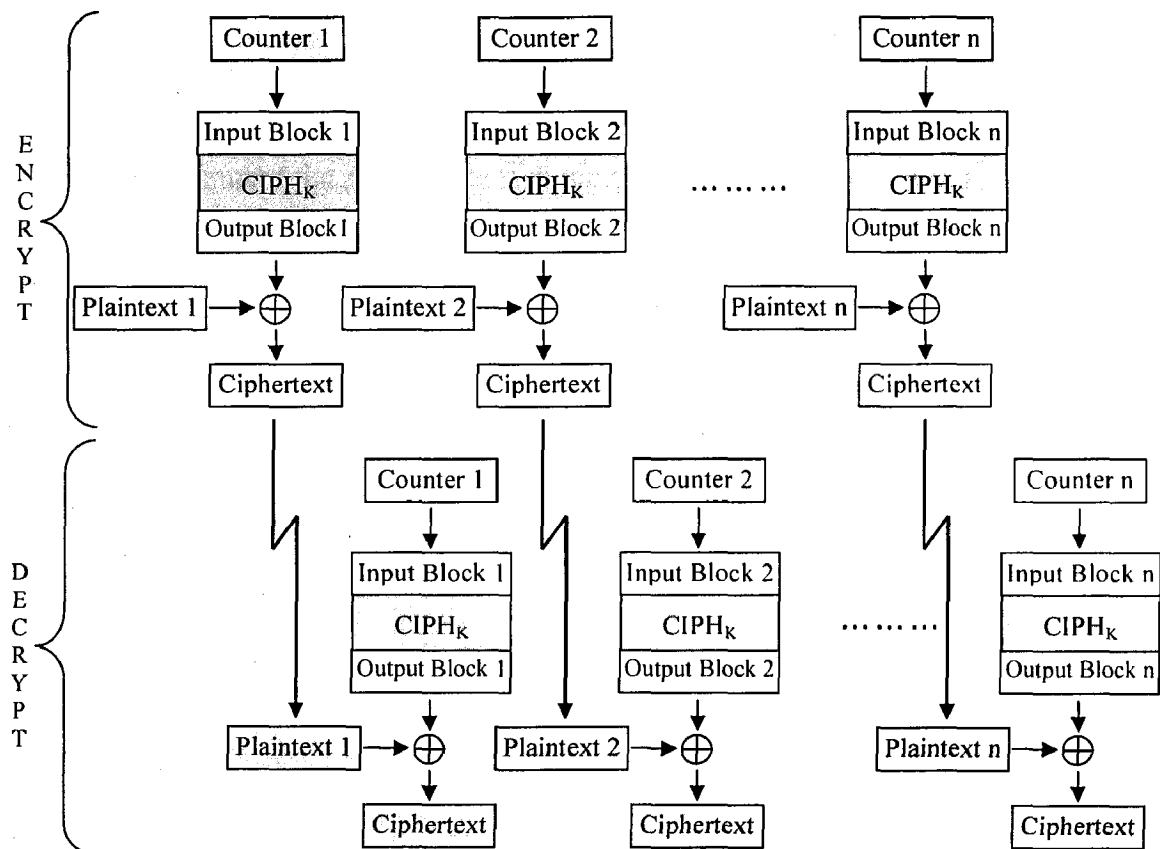 ENCRYPT
Counter 1
Counter 2
Counter n
Input Block 1
Input Block 2
Input Block n
CIPHK
CIPHK
………
CIPHK
Output Block1
Output Block 2
Output Block n
Plaintext 1
Plaintext 2
Plaintext n
Ciphertext
Ciphertext
Ciphertext
DECRYPT
Counter 1
Counter 2
Counter n
Input Block 1
Input Block 2
Input Block n
CIPHK
CIPHK
………
CIPHK
Output Block 1
Output Block 2
Output Block n
Plaintext 1
Plaintext 2
Plaintext n
Ciphertext
Ciphertext
Ciphertext